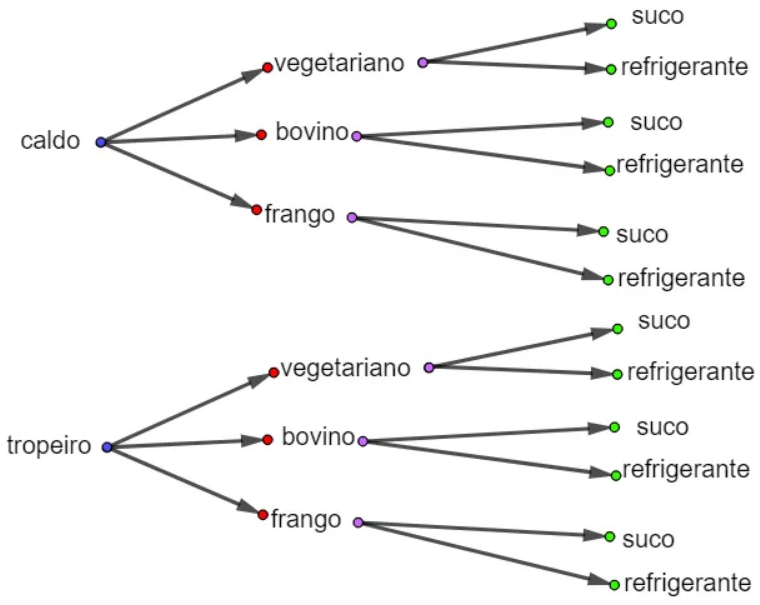 suco
vegetariano
refrigerante
suco
caldo
bovino
refrigerante
frango
suco
refrigerante
suco
vegetariano
refrigerante
suco
tropeiro
bovino
refrigerante
frango
suco
refrigerante